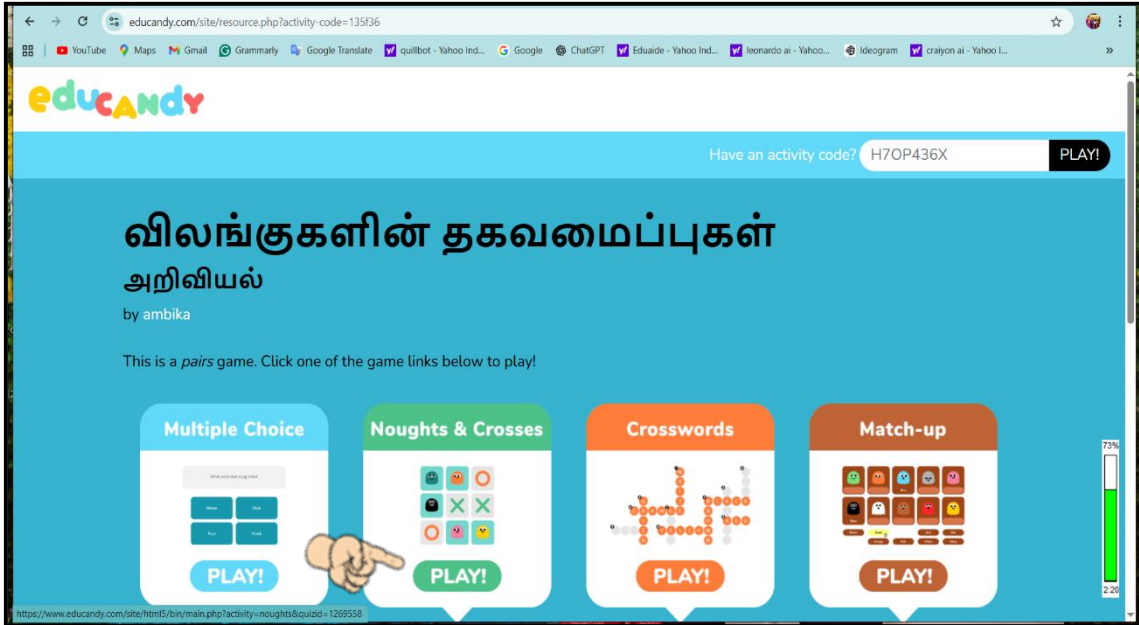 educandy.com/site/resource.php?activity-code=135f36
YouTube Maps Gmail Grammarly Google Translate quillbot - Yahoo Ind... Google ChatGPT Eduaide - Yahoo Ind... leonardo ai - Yahoo... Ideogram craiyon ai - Yahoo I... »
educandy
Have an activity code? H7OP436X PLAY!
விலங்குகளின் தகவமைப்புகள்
அறிவியல்
by ambika
This is a pairs game. Click one of the game links below to play!
Multiple Choice Noughts & Crosses Crosswords Match-up
73%
PLAY! PLAY! PLAY! PLAY!
2:20
https://www.educandy.com/site/html5/bin/main.php?activity=noughts&quizid=1269558